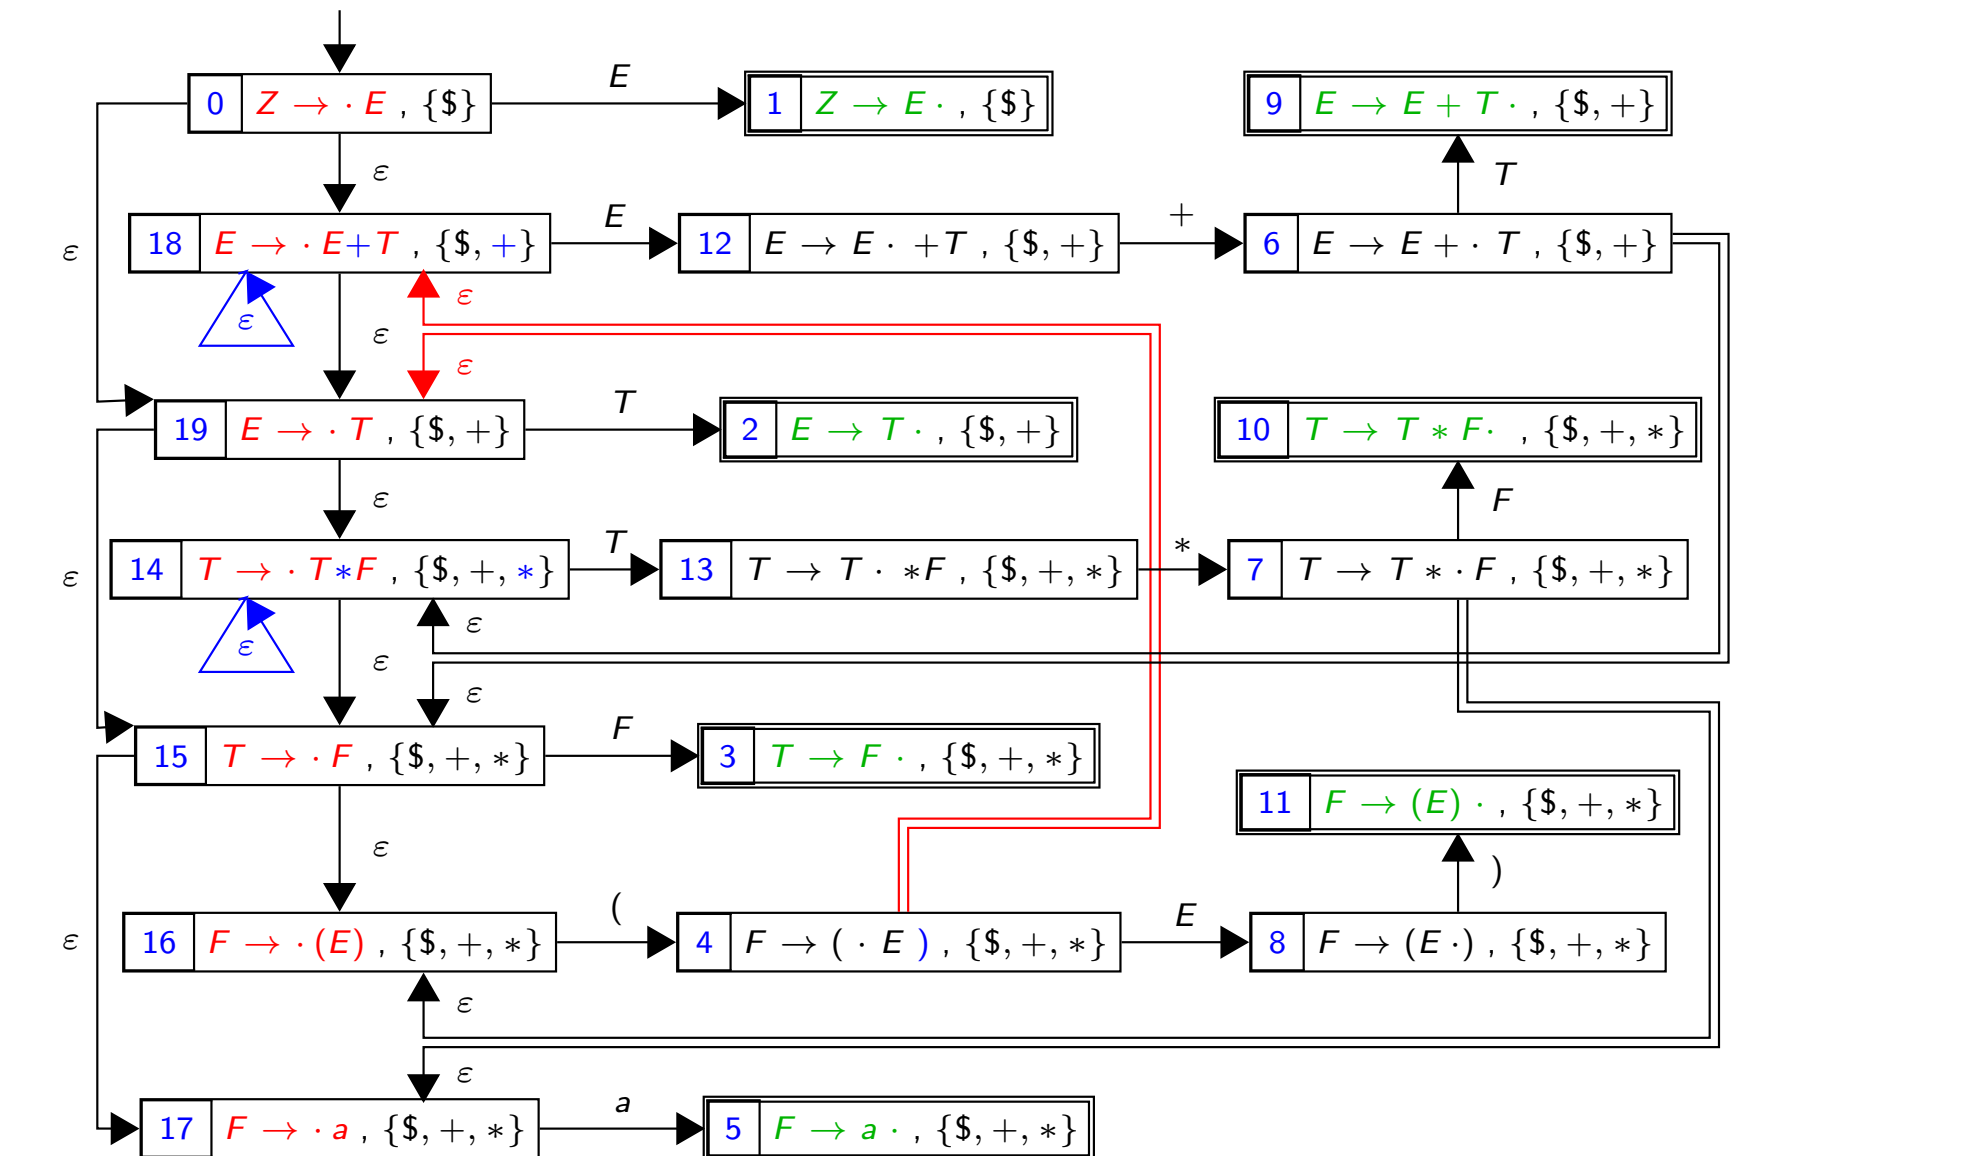 E
0 Z → · E , {$} 1 Z → E · , {$} 9 E → E + T · , {$, +}
ε T
E +
18 E → · E+T , {$, +} 12 E → E · +T , {$, +} 6 E → E + · T , {$, +}
ε
ε ε
ε
ε
T
19 E → · T , {$, +} 2 E → T · , {$, +} 10 T → T ∗ F· , {$, +, ∗}
ε F
T ∗
14 T → · T∗F , {$, +, ∗} 13 T → T · ∗F , {$, +, ∗} 7 T → T ∗ · F , {$, +, ∗}
ε
ε
ε ε
ε
F
15 T → · F , {$, +, ∗} 3 T → F · , {$, +, ∗}
11 F → (E) · , {$, +, ∗}
ε )
( E
16 F → · (E) , {$, +, ∗} 4 F → ( · E ) , {$, +, ∗} 8 F → (E ·) , {$, +, ∗}
ε
ε
ε
a
17 F → · a , {$, +, ∗} 5 F → a · , {$, +, ∗}